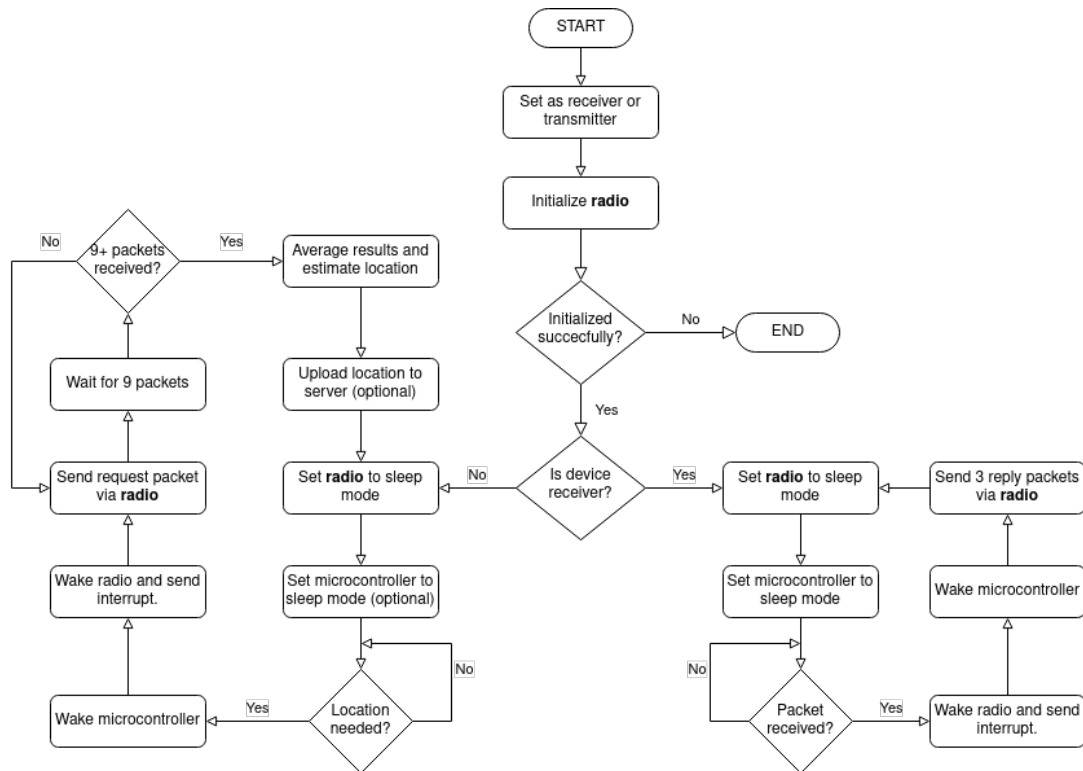 START
Set as receiver or
transmitter
Initialize radio
No
9+ packets
received?
Yes
Average results and
estimate location
Initialized
succecfully?
No
END
Wait for 9 packets
Upload location to
server (optional)
Yes
Send request packet
via radio
Set radio to sleep
mode
No
Is device
receiver?
Yes
Set radio to sleep
mode
Send 3 reply packets
via radio
Wake radio and send
interrupt.
Set microcontroller to
sleep mode (optional)
Set microcontroller to
sleep mode
Wake microcontroller
No
No
Wake microcontroller
Yes
Location
needed?
Packet
received?
Yes
Wake radio and send
interrupt.